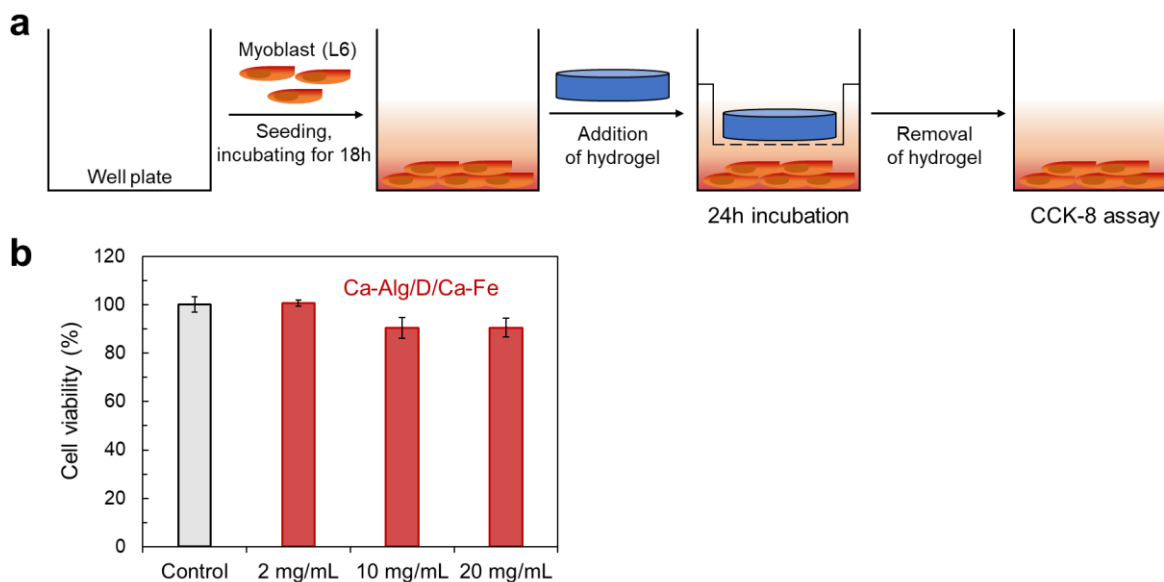 a
Myoblast (L6)
Seeding,
incubating for 18h
Well plate
Addition
of hydrogel
24h incubation
Removal
of hydrogel
CCK-8 assay
b
Cell viability (%)
120
100
80
60
40
20
0
Ca-Alg/D/Ca-Fe
Control
2 mg/mL
10 mg/mL
20 mg/mL